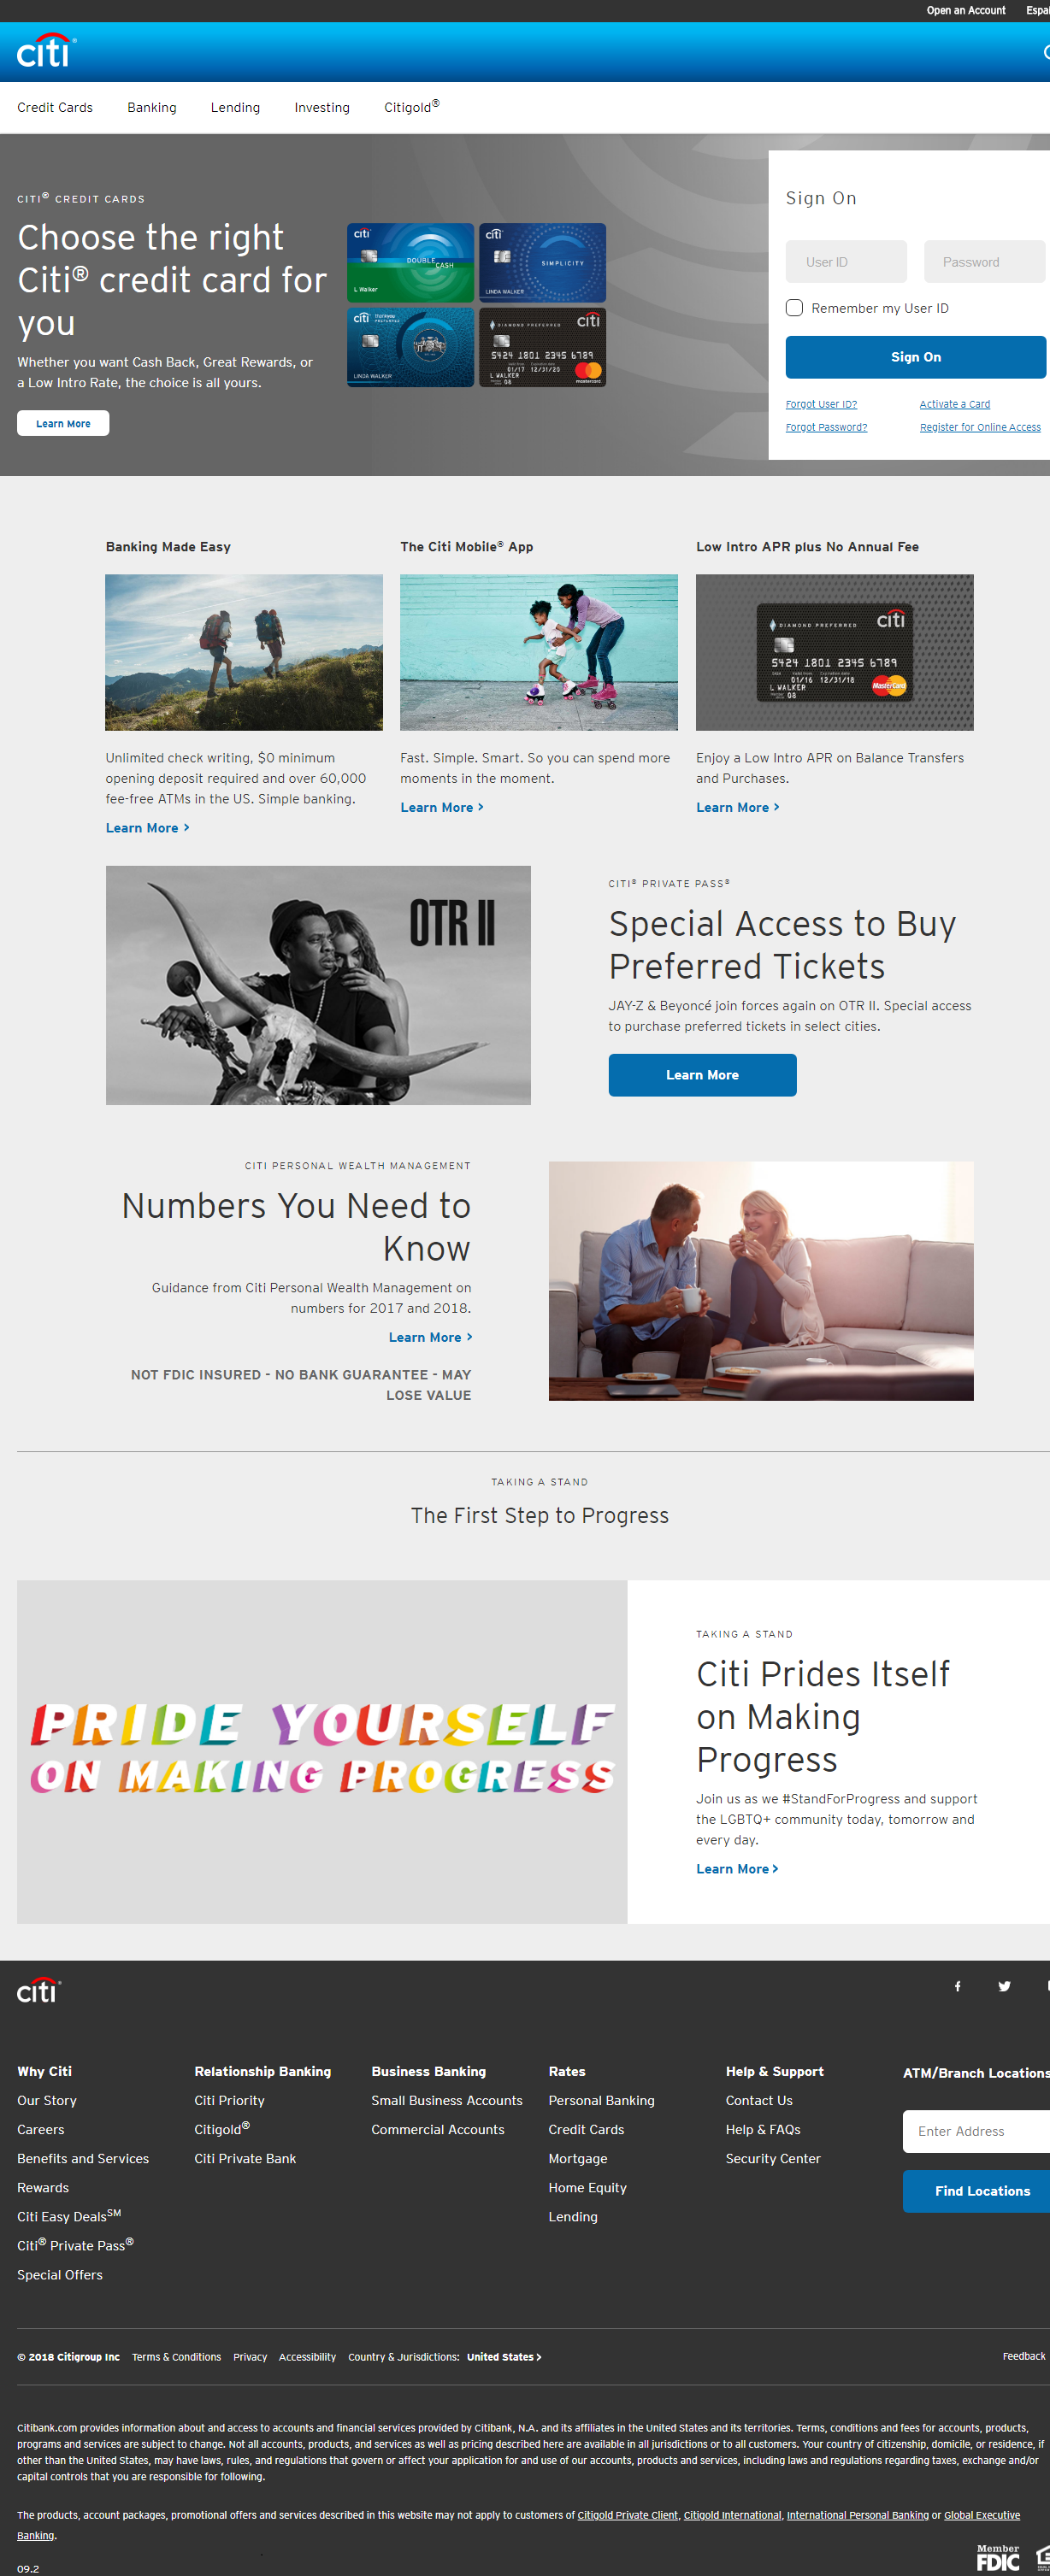 Open an Account Espa
citi®
Credit Cards Banking Lending Investing Citigold®
CITI® CREDIT CARDS
Choose the right
Citi® credit card for
you
Whether you want Cash Back, Great Rewards, or
a Low Intro Rate, the choice is all yours.
Learn More
citi
DOUBLE
CASH
L Walker
citi
SIMPLICITY
LINDA WALKER
citi
LINDA WALKER
DIAMOND PREFERRED citi
5424 1801 2345 6789
01/17 12/31/20
L WALKER
08
mastercard
Sign On
User ID Password
Remember my User ID
Sign On
Forgot User ID? Activate a Card
Forgot Password? Register for Online Access
Banking Made Easy
Unlimited check writing, $0 minimum
opening deposit required and over 60,000
fee-free ATMs in the US. Simple banking.
Learn More >
The Citi Mobile® App
Fast. Simple. Smart. So you can spend more
moments in the moment.
Learn More >
Low Intro APR plus No Annual Fee
DIAMOND PREFERRED citi
5424 1801 2345 6789
01/16 12/31/18
L WALKER
08
MasterCard
Enjoy a Low Intro APR on Balance Transfers
and Purchases.
Learn More >
OTR II
CITI® PRIVATE PASS®
Special Access to Buy
Preferred Tickets
JAY-Z & Beyoncé join forces again on OTR II. Special access
to purchase preferred tickets in select cities.
Learn More
CITI PERSONAL WEALTH MANAGEMENT
Numbers You Need to
Know
Guidance from Citi Personal Wealth Management on
numbers for 2017 and 2018.
Learn More >
NOT FDIC INSURED - NO BANK GUARANTEE - MAY
LOSE VALUE
TAKING A STAND
The First Step to Progress
PRIDE YOURSELF
ON MAKING PROGRESS
TAKING A STAND
Citi Prides Itself
on Making
Progress
Join us as we #StandForProgress and support
the LGBTQ+ community today, tomorrow and
every day.
Learn More >
citi®
Why Citi
Our Story
Careers
Benefits and Services
Rewards
Citi Easy Deals℠
Citi® Private Pass®
Special Offers
Relationship Banking
Citi Priority
Citigold®
Citi Private Bank
Business Banking
Small Business Accounts
Commercial Accounts
Rates
Personal Banking
Credit Cards
Mortgage
Home Equity
Lending
Help & Support
Contact Us
Help & FAQs
Security Center
ATM/Branch Locations
Enter Address
Find Locations
© 2018 Citigroup Inc Terms & Conditions Privacy Accessibility Country & Jurisdictions: United States > Feedback
Citibank.com provides information about and access to accounts and financial services provided by Citibank, N.A. and its affiliates in the United States and its territories. Terms, conditions and fees for accounts, products,
programs and services are subject to change. Not all accounts, products, and services as well as pricing described here are available in all jurisdictions or to all customers. Your country of citizenship, domicile, or residence, if
other than the United States, may have laws, rules, and regulations that govern or affect your application for and use of our accounts, products and services, including laws and regulations regarding taxes, exchange and/or
capital controls that you are responsible for following.
The products, account packages, promotional offers and services described in this website may not apply to customers of Citigold Private Client, Citigold International, International Personal Banking or Global Executive
Banking.
Member
FDIC
09.2